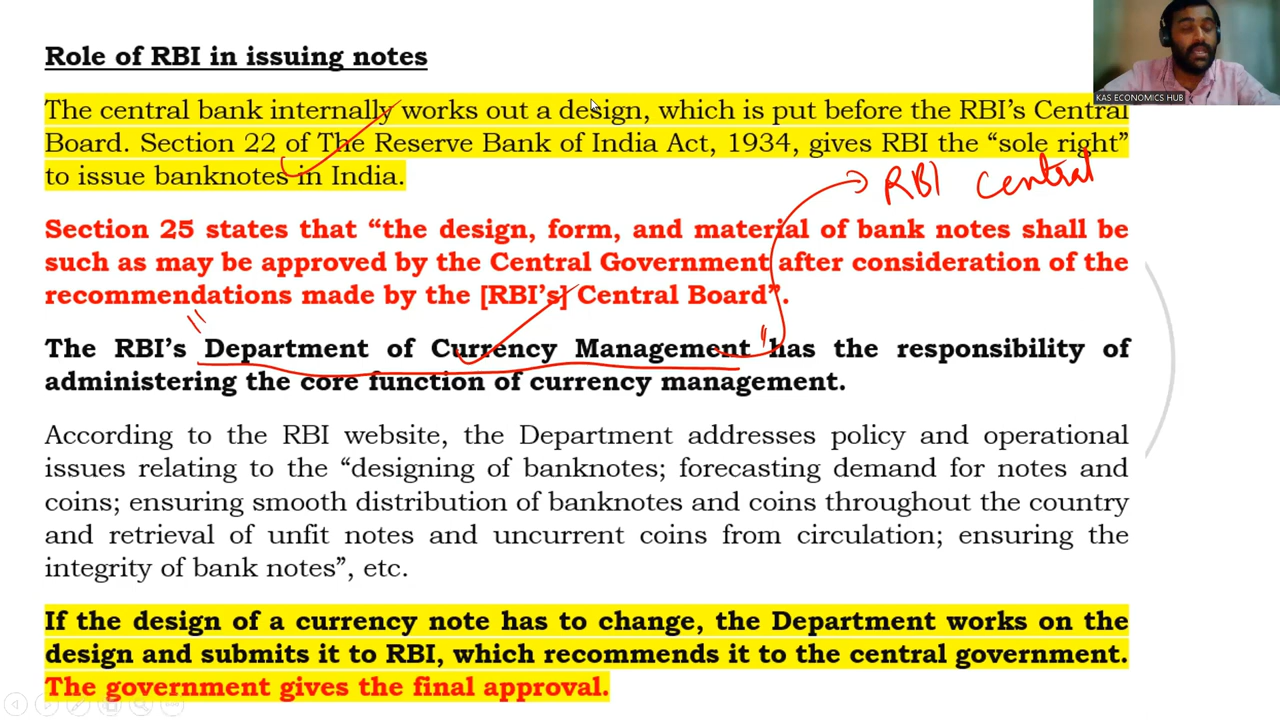 Role of RBI in issuing notes
KAS ECONOMICS HUB
The central bank internally works out a design, which is put before the RBI’s Central
Board. Section 22 of The Reserve Bank of India Act, 1934, gives RBI the “sole right”
to issue banknotes in India.
RBI Central
Section 25 states that “the design, form, and material of bank notes shall be
such as may be approved by the Central Government after consideration of the
recommendations made by the [RBI’s] Central Board”.
The RBI’s Department of Currency Management has the responsibility of
administering the core function of currency management.
According to the RBI website, the Department addresses policy and operational
issues relating to the “designing of banknotes; forecasting demand for notes and
coins; ensuring smooth distribution of banknotes and coins throughout the country
and retrieval of unfit notes and uncurrent coins from circulation; ensuring the
integrity of bank notes”, etc.
If the design of a currency note has to change, the Department works on the
design and submits it to RBI, which recommends it to the central government.
The government gives the final approval.